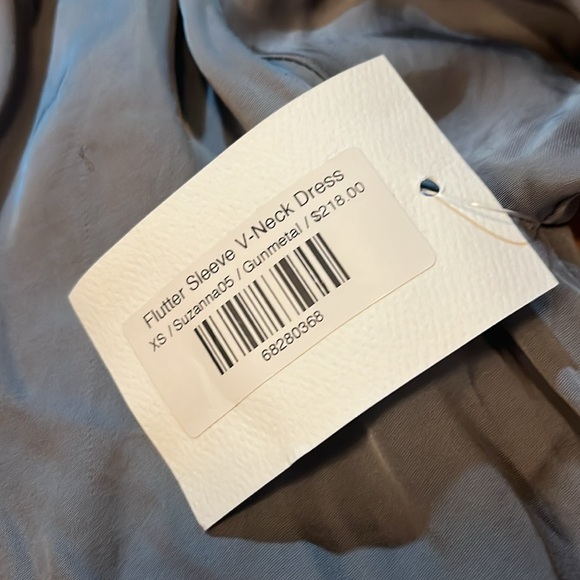 Flutter Sleeve V-Neck Dress
XS / Suzanna05 / Gunmetal / $218.00
68280368